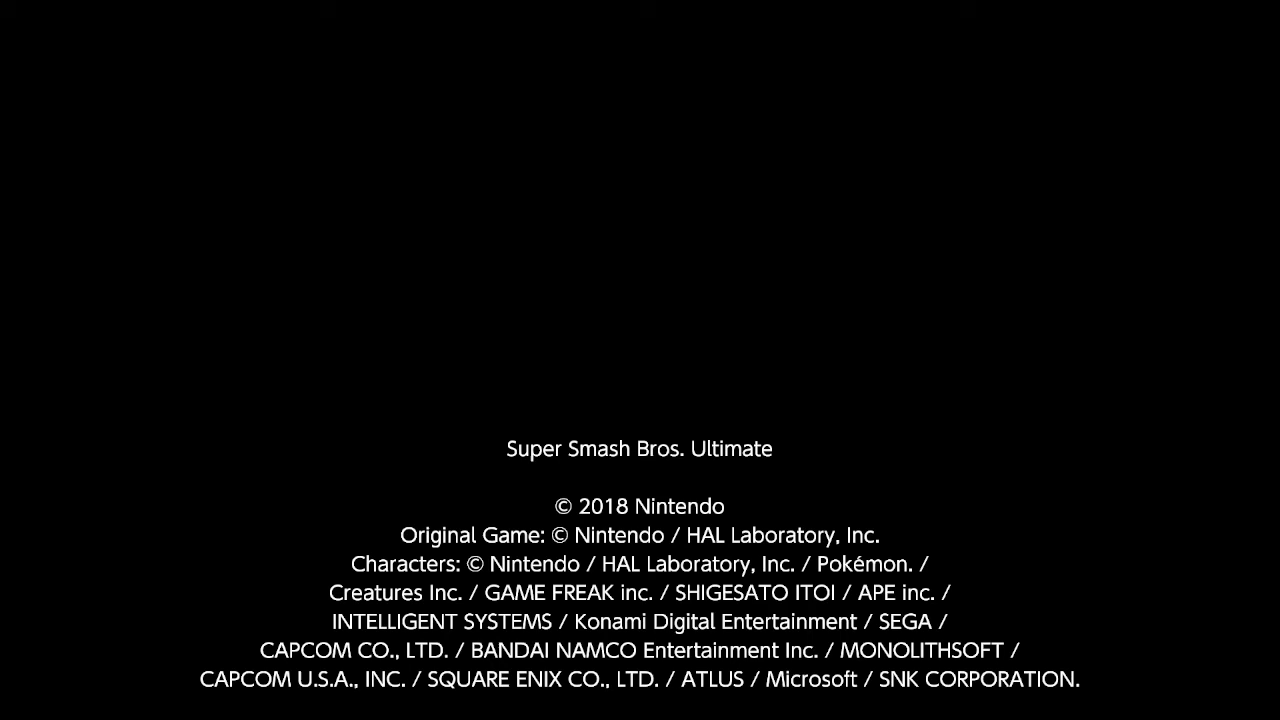 Super Smash Bros. Ultimate
© 2018 Nintendo
Original Game: © Nintendo / HAL Laboratory, Inc.
Characters: © Nintendo / HAL Laboratory, Inc. / Pokémon. /
Creatures Inc. / GAME FREAK inc. / SHIGESATO ITOI / APE inc. /
INTELLIGENT SYSTEMS / Konami Digital Entertainment / SEGA /
CAPCOM CO., LTD. / BANDAI NAMCO Entertainment Inc. / MONOLITHSOFT /
CAPCOM U.S.A., INC. / SQUARE ENIX CO., LTD. / ATLUS / Microsoft / SNK CORPORATION.